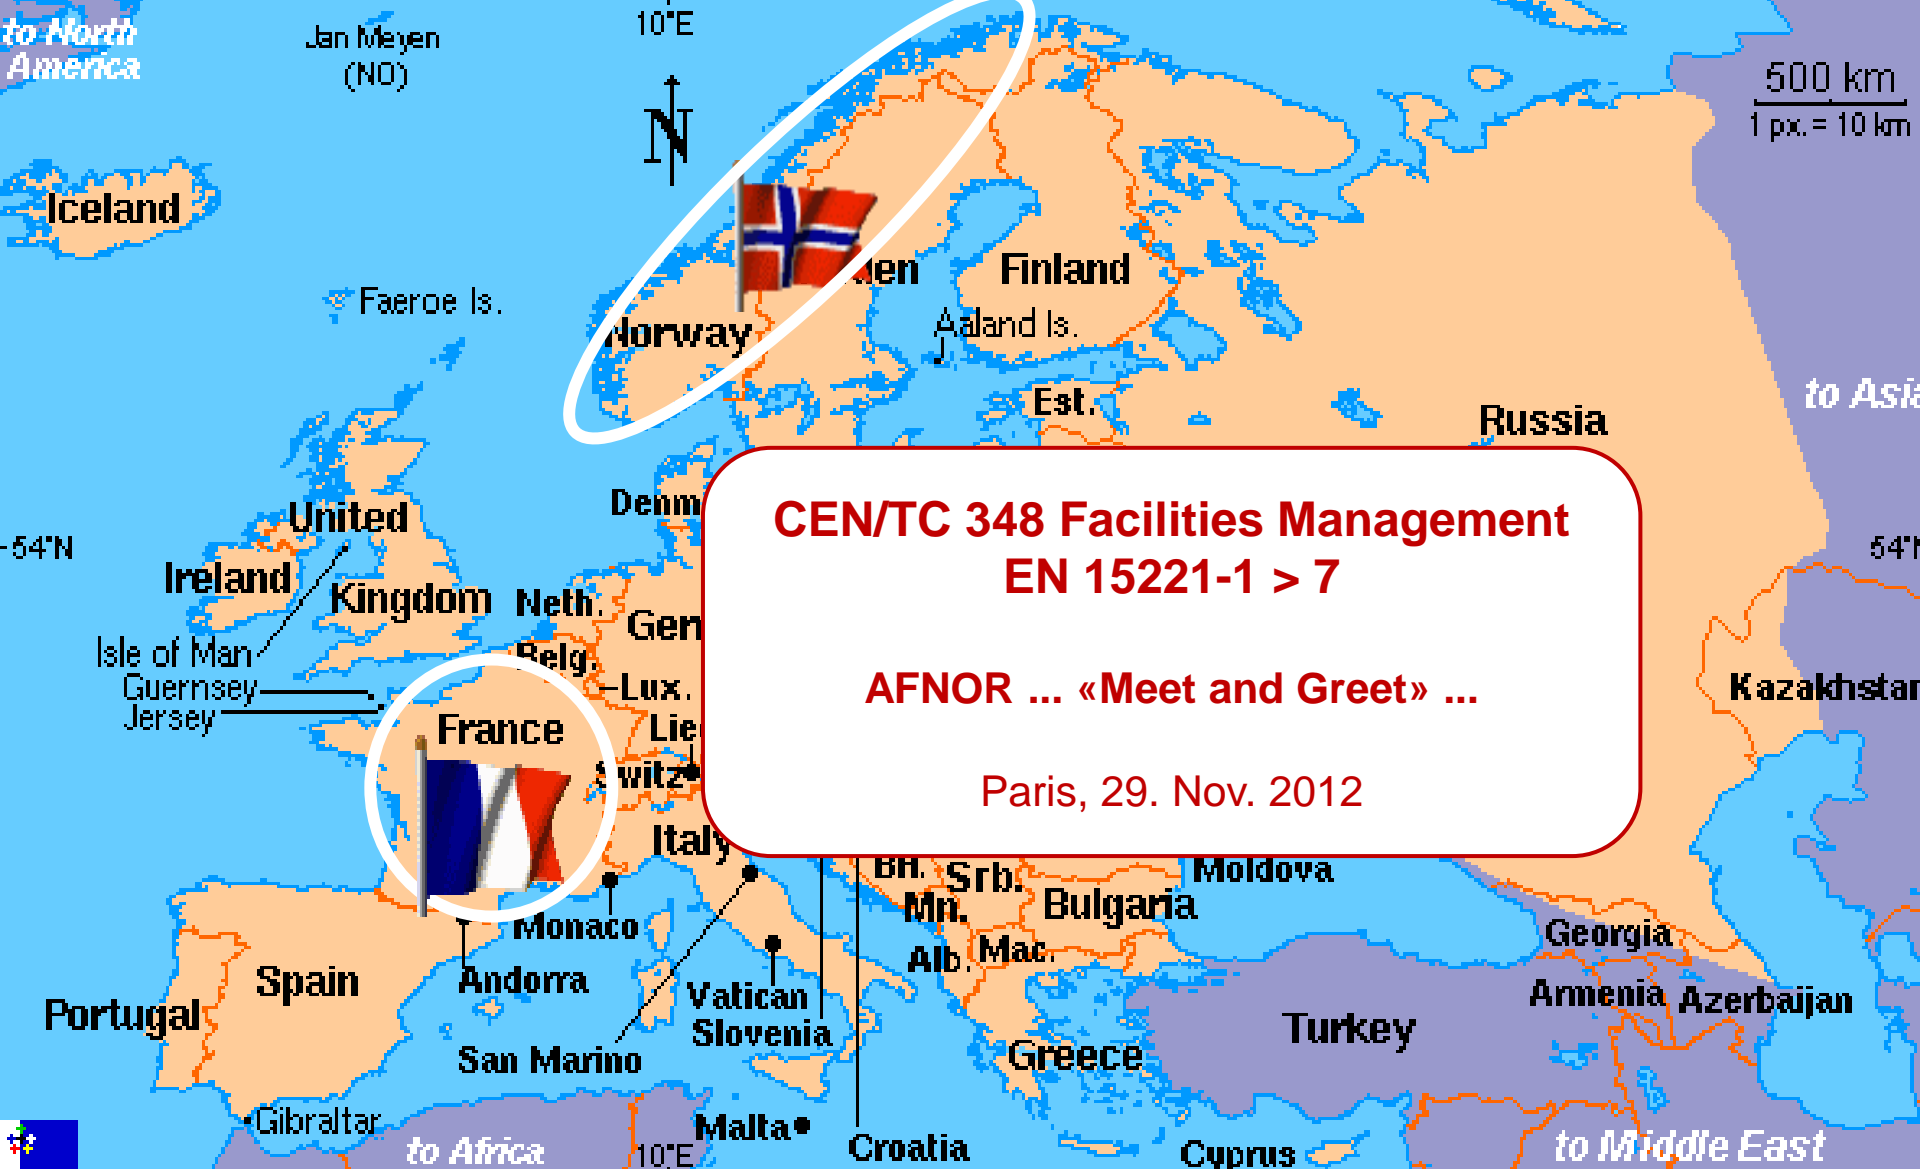 to North
America
Jan Meyen
(NO)
10°E
N
500 km
1 px. = 10 km
Iceland
Faeroe Is.
Norway
Finland
Aaland Is.
Est.
Russia
to Asia
54°N
54°N
United
Kingdom
Ireland
Isle of Man
Guernsey
Jersey
Neth.
Belg.
Lux.
France
Italy
CEN/TC 348 Facilities Management
EN 15221-1 > 7
AFNOR ... «Meet and Greet» ...
Paris, 29. Nov. 2012
Kazakhstan
BH.
Srb.
Mn.
Bulgaria
Moldova
Alb.
Mac.
Georgia
Armenia
Azerbaijan
Monaco
Andorra
Spain
Portugal
Vatican
Slovenia
San Marino
Greece
Turkey
Gibraltar
to Africa
10°E
Malta
Croatia
Cyprus
to Middle East